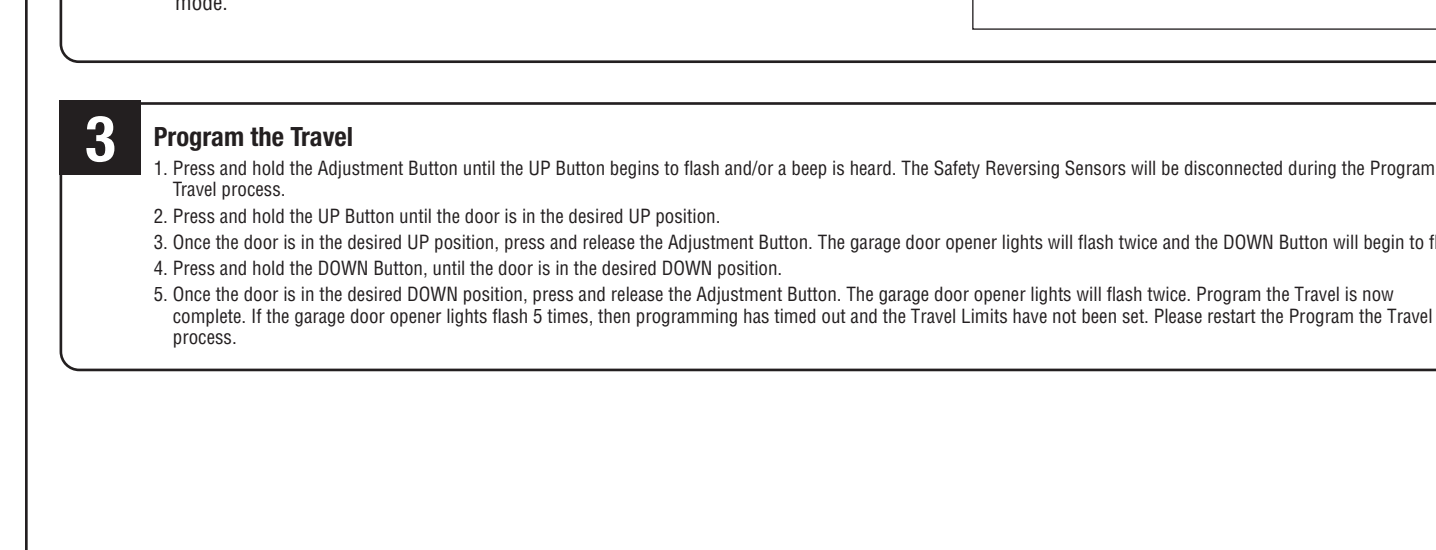 mode.
3
Program the Travel
1. Press and hold the Adjustment Button until the UP Button begins to flash and/or a beep is heard. The Safety Reversing Sensors will be disconnected during the Program
Travel process.
2. Press and hold the UP Button until the door is in the desired UP position.
3. Once the door is in the desired UP position, press and release the Adjustment Button. The garage door opener lights will flash twice and the DOWN Button will begin to
4. Press and hold the DOWN Button, until the door is in the desired DOWN position.
5. Once the door is in the desired DOWN position, press and release the Adjustment Button. The garage door opener lights will flash twice. Program the Travel is now
complete. If the garage door opener lights flash 5 times, then programming has timed out and the Travel Limits have not been set. Please restart the Program the Travel
process.